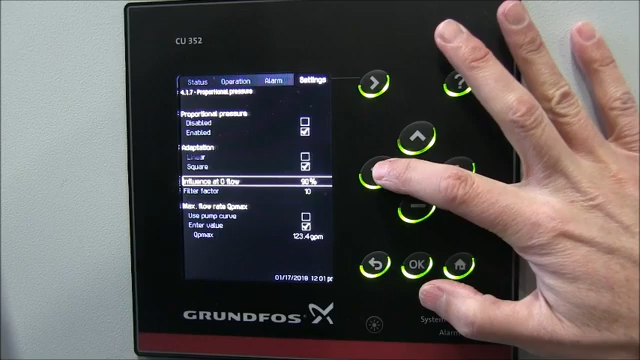 CU 352
Status Operation Alarm Settings
4.1.7 - Proportional pressure
Proportional pressure
Disabled
Enabled
Adaptation
Linear
Square
Influence at 0 flow 90 %
Filter factor 10
Max. flow rate Qpmax
Use pump curve
Enter value
Qpmax 123.4gpm
01/17/2018 12:01
>
?
OK
GRUNDFOS
System
Alarm